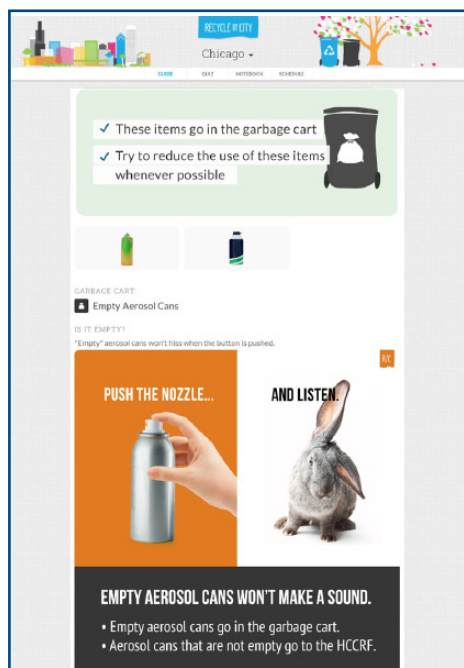 RECYCLE BY CITY
Chicago
GUIDE QUIZ NOTEBOOK SCHEDULE
✓ These items go in the garbage cart
✓ Try to reduce the use of these items
whenever possible
GARBAGE CART:
Empty Aerosol Cans
IS IT EMPTY?
"Empty" aerosol cans won't hiss when the button is pushed.
R/C
PUSH THE NOZZLE... AND LISTEN.
EMPTY AEROSOL CANS WON'T MAKE A SOUND.
• Empty aerosol cans go in the garbage cart.
• Aerosol cans that are not empty go to the HCCRF.